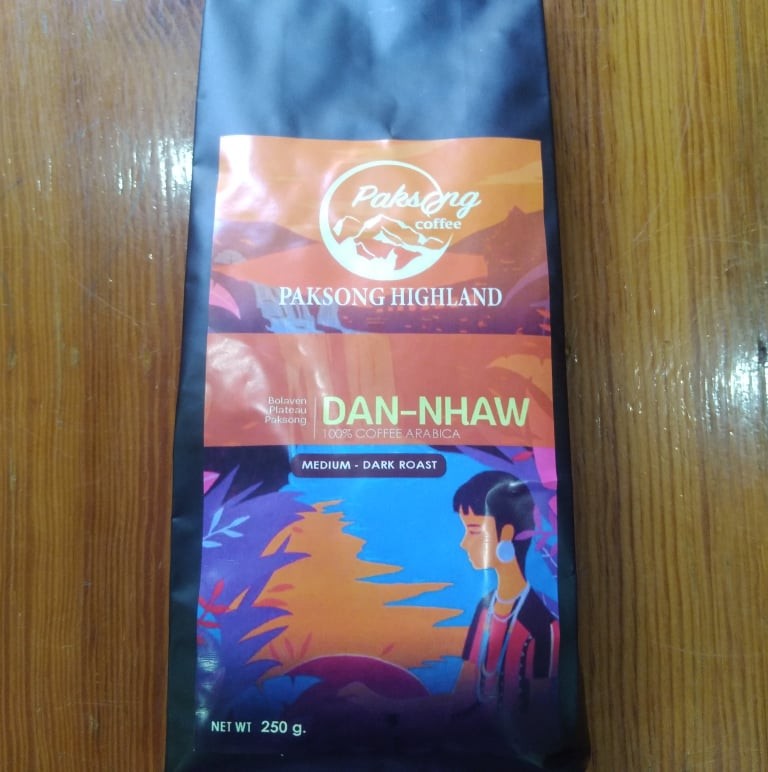 Paksong
coffee
PAKSONG HIGHLAND
Bolaven
Plateau
Paksong
DAN-NHAW
100% COFFEE ARABICA
MEDIUM - DARK ROAST
NET WT 250 g.